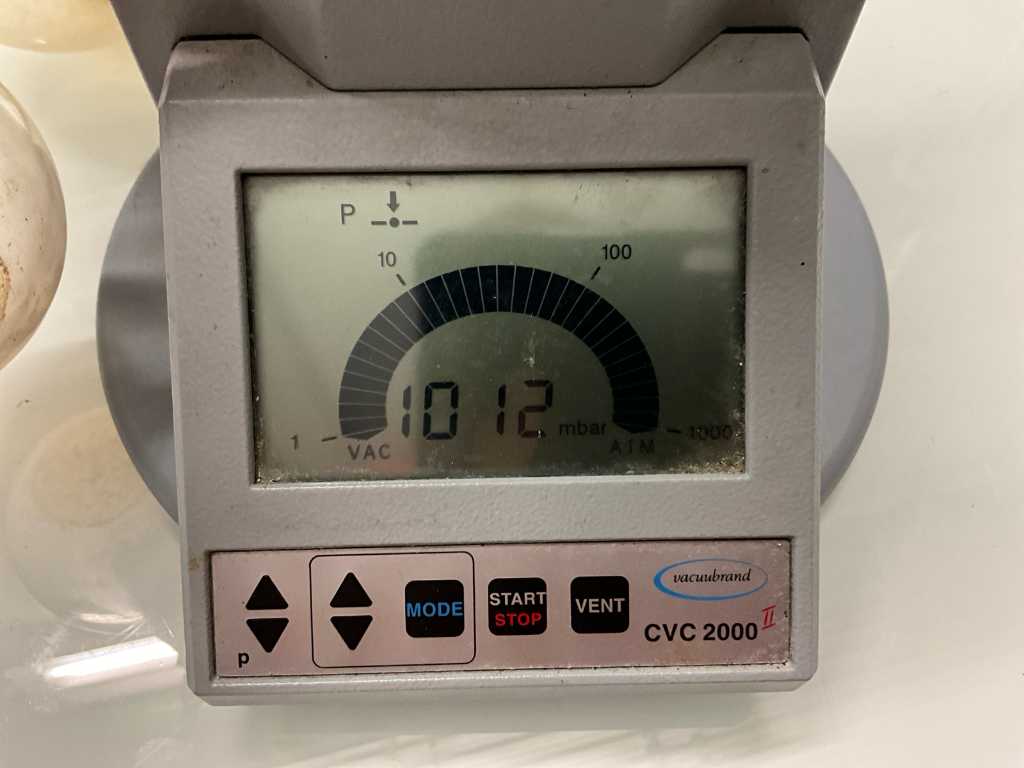 P
10 100
1 VAC 1012 mbar ATM 1000
MODE START STOP VENT
p
vacuubrand
CVC 2000 II